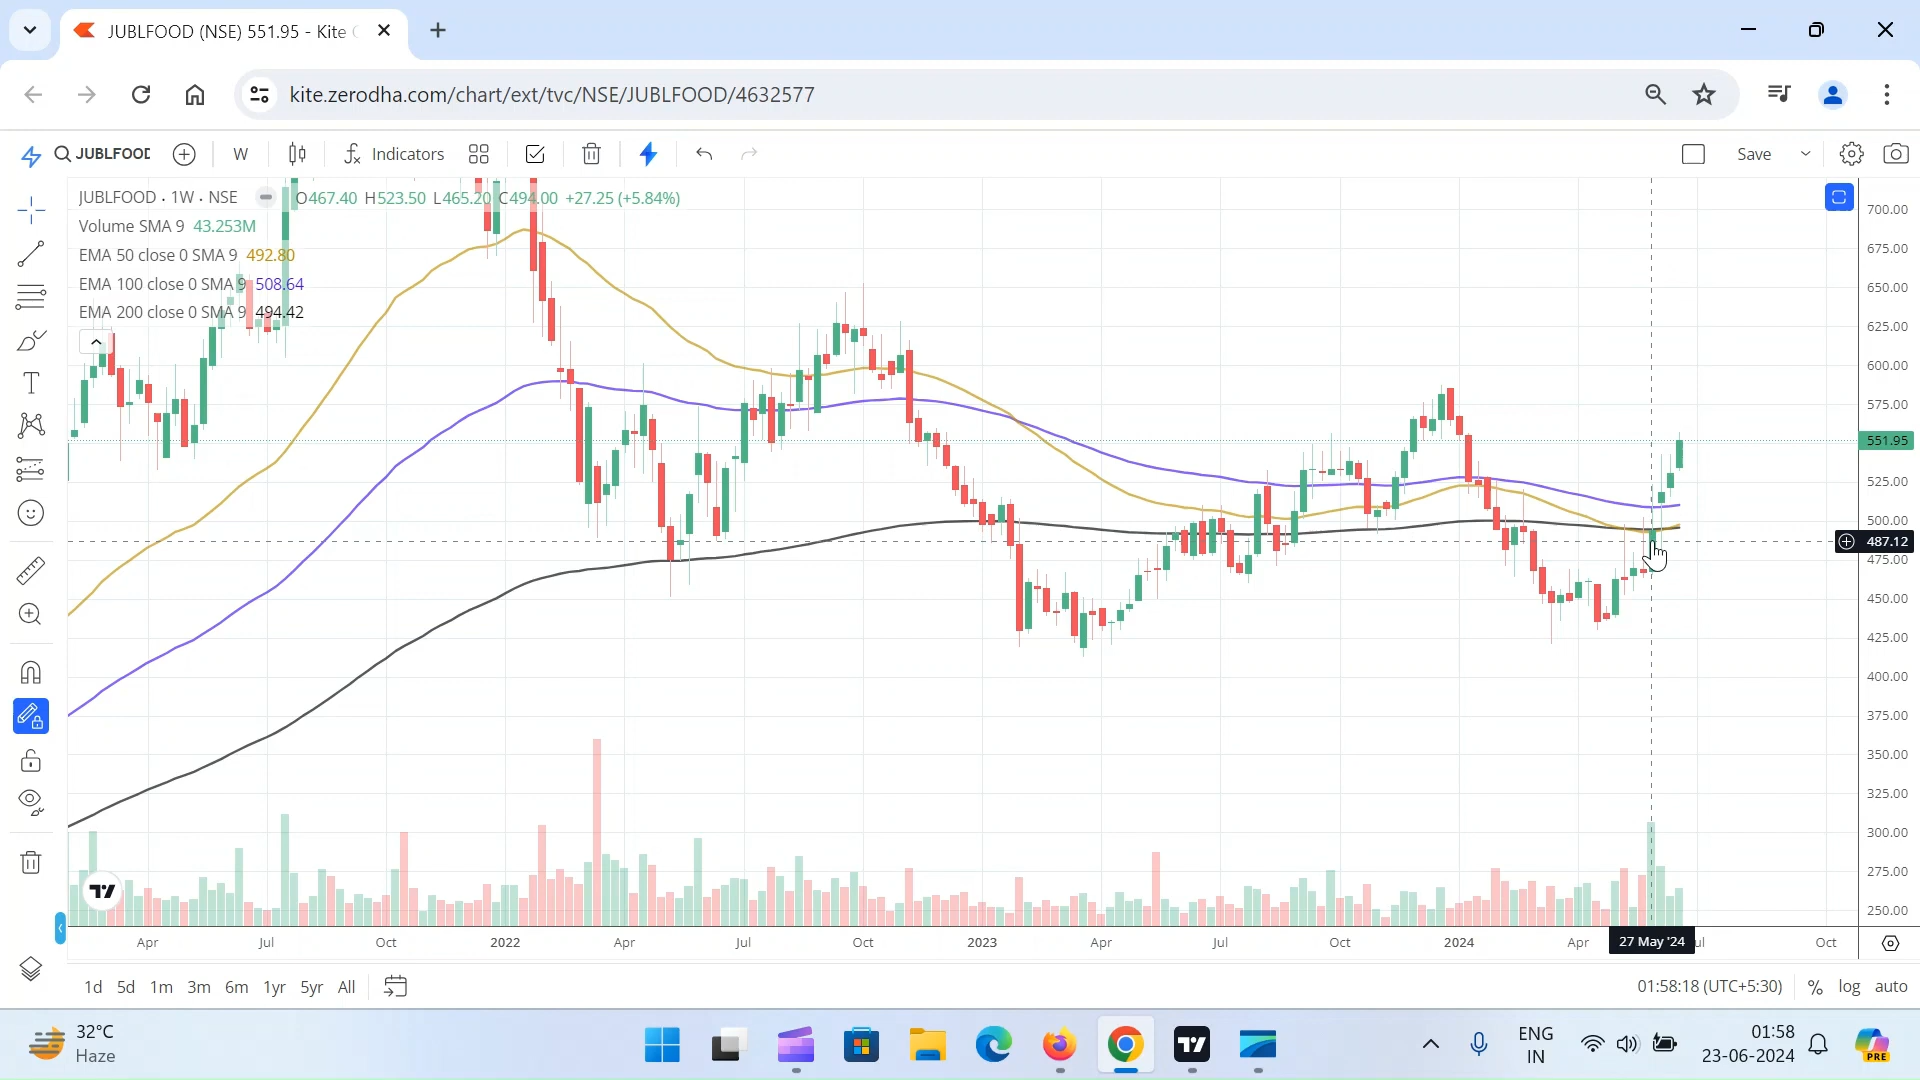 JUBLFOOD (NSE) 551.95 - Kite
kite.zerodha.com/chart/ext/tvc/NSE/JUBLFOOD/4632577
JUBLFOOD
W
Indicators
Save
JUBLFOOD · 1W · NSE
O467.40 H523.50 L465.20 C494.00 +27.25 (+5.84%)
Volume SMA 9 43.253M
EMA 50 close 0 SMA 9 492.80
EMA 100 close 0 SMA 9 508.64
EMA 200 close 0 SMA 9 494.42
700.00
675.00
650.00
625.00
600.00
575.00
551.95
525.00
500.00
487.12
475.00
450.00
425.00
400.00
375.00
350.00
325.00
300.00
275.00
250.00
Apr Jul Oct 2022 Apr Jul Oct 2023 Apr Jul Oct 2024 Apr 27 May '24 ul Oct
1d 5d 1m 3m 6m 1yr 5yr All
01:58:18 (UTC+5:30) % log auto
32°C
Haze
ENG
IN
01:58
23-06-2024
PRE